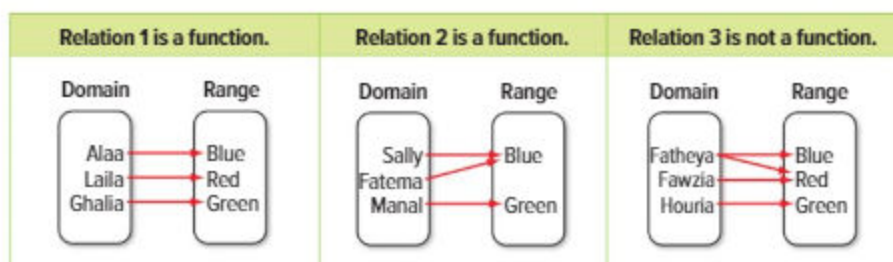 Relation 1 is a function.
Relation 2 is a function.
Relation 3 is not a function.
Domain Range
Alaa Blue
Laila Red
Ghalia Green
Domain Range
Sally Blue
Fatema
Manal Green
Domain Range
Fatheya Blue
Fawzia Red
Houria Green